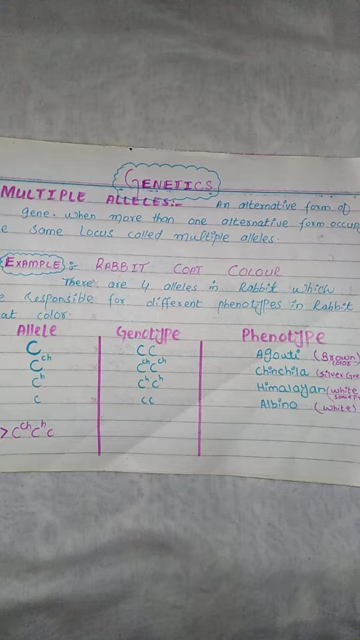 GENETICS
MULTIPLE ALLELES:- An alternative form of
gene. when more than one alternative form occur
e same locus called multiple alleles.
EXAMPLE:- RABBIT COAT COLOUR
There are 4 alleles in Rabbit which
e responsible for different phenotypes in Rabbit
at color.
Allele Genotype Phenotype
C CC Agouti (Brown color
Cch CchCch Chinchila (silver Gre
Ch ChCh Himalayan (white
c cc Albino (white)
> Cch Ch c